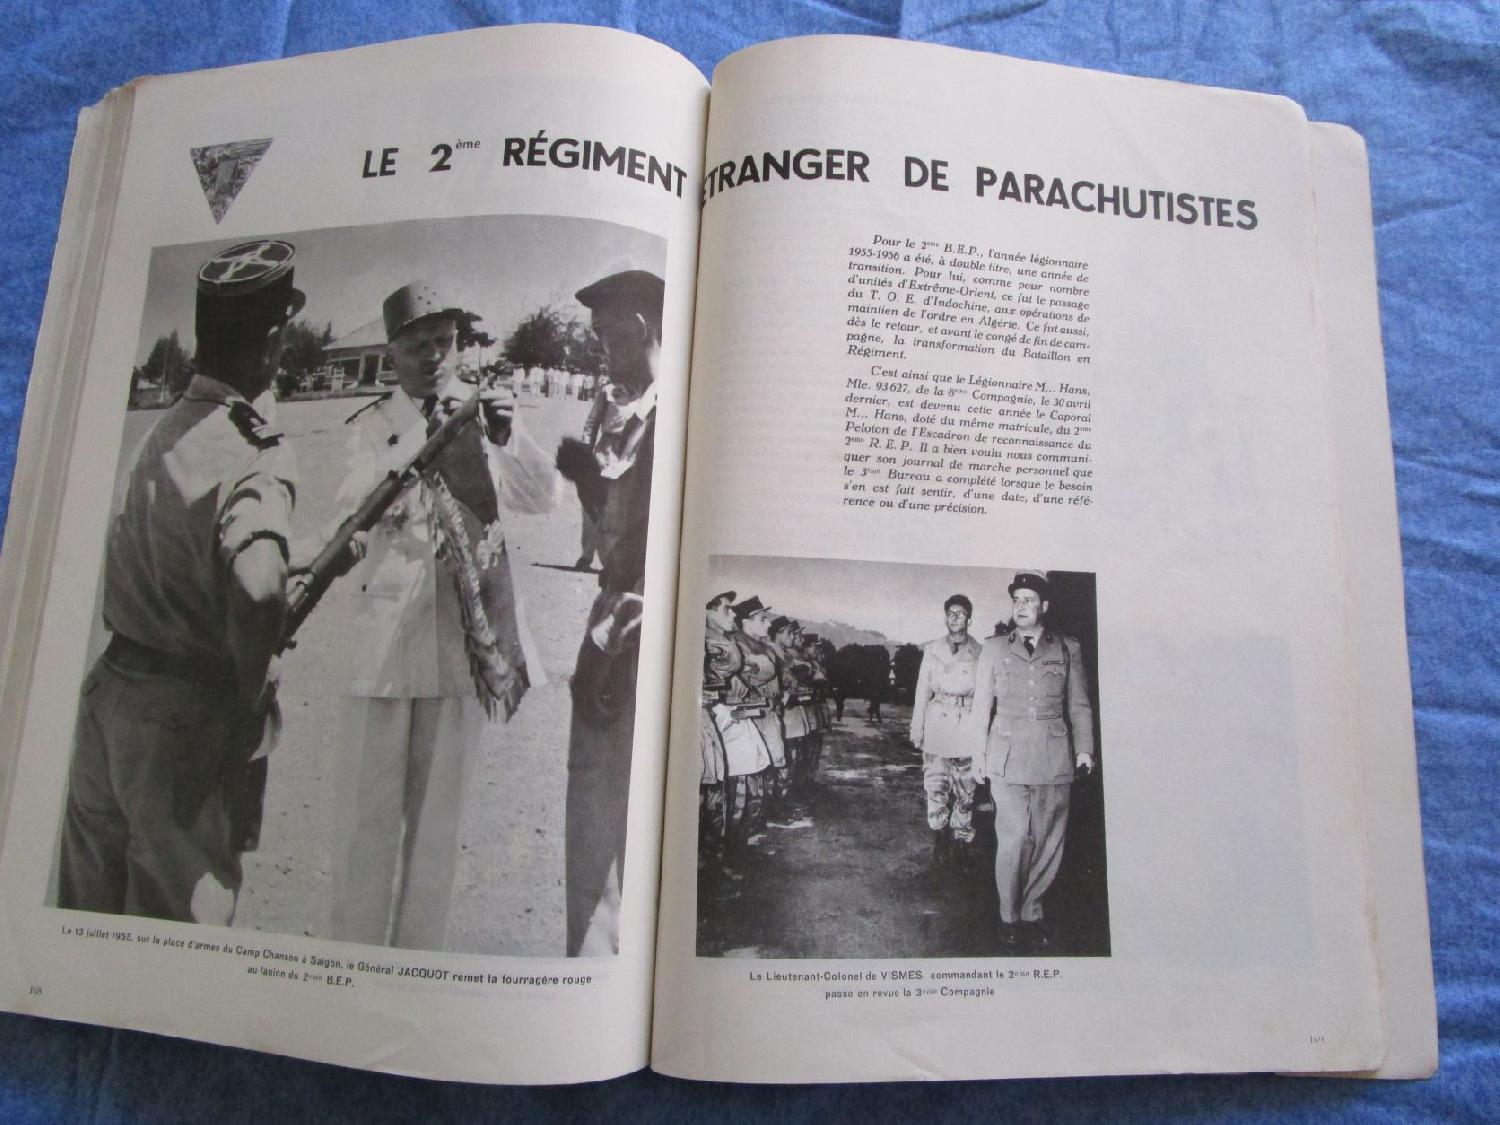 LE 2ème RÉGIMENT ÉTRANGER DE PARACHUTISTES
Pour le 2ème B.E.P., l'année légionnaire
1955-1956 a été, à double titre, une année de
transition. Pour lui, comme pour nombre
d'unités d'Extrême-Orient, ce fut le passage
du T. O. E. d'Indochine, aux opérations de
maintien de l'ordre en Algérie. Ce fut aussi,
dès le retour, et avant le congé de fin de cam-
pagne, la transformation du Bataillon en
Régiment.
C'est ainsi que le Légionnaire M... Hans,
Mle. 93627, de la 8ème Compagnie, le 30 avril
dernier, est devenu cette année le Caporal
M... Hans, doté du même matricule, du 2ème
Peloton de l'Escadron de reconnaissance du
2ème R. E. P. Il a bien voulu nous communi-
quer son journal de marche personnel que
le 3ème Bureau a complété lorsque le besoin
s'en est fait sentir, d'une date, d'une réfé-
rence ou d'une précision.
Le 13 juillet 1955, sur la place d'armes du Camp Chanson à Saigon, le Général JACQUOT remet la fourragère rouge
au fanion du 2ème B.E.P.
Le Lieutenant-Colonel de VISMES, commandant le 2ème R.E.P.
passe en revue la 3ème Compagnie
168
169